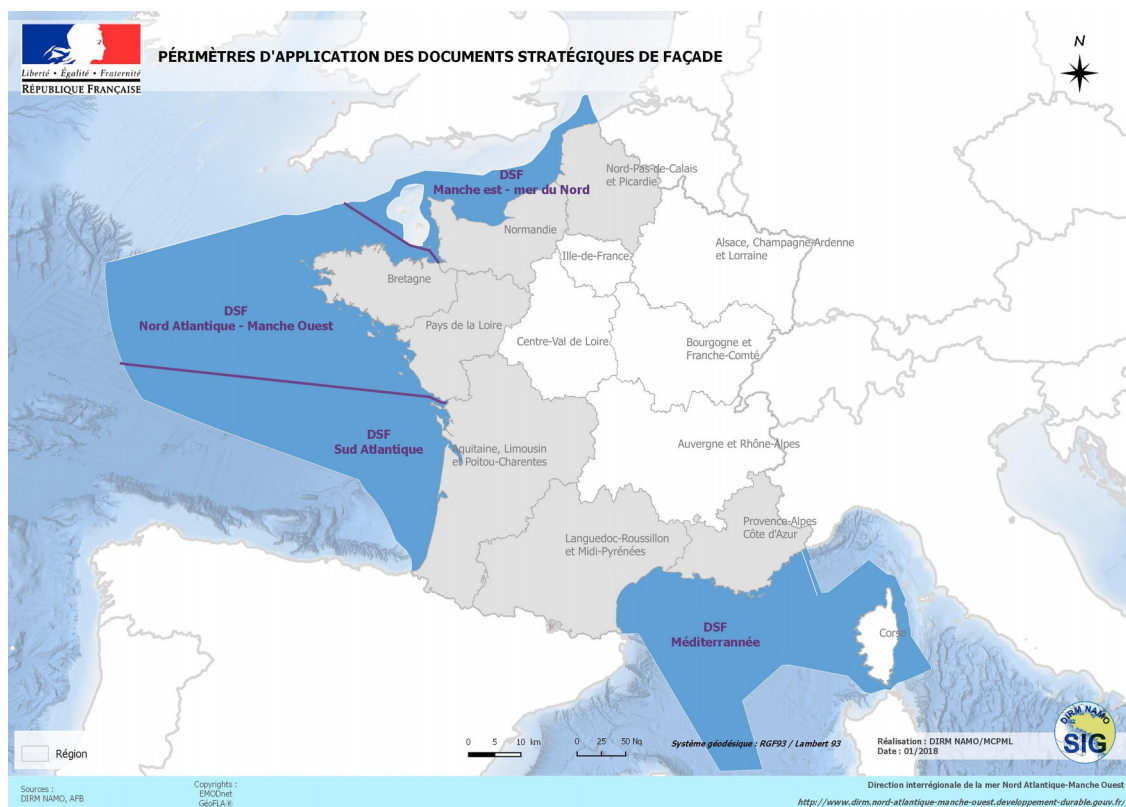 PÉRIMÈTRES D'APPLICATION DES DOCUMENTS STRATÉGIQUES DE FAÇADE
Liberté • Égalité • Fraternité
RÉPUBLIQUE FRANÇAISE
N
DSF
Manche est - mer du Nord
Nord-Pas-de-Calais
et Picardie
Normandie
Ile-de-France
Alsace, Champagne-Ardenne
et Lorraine
Bretagne
DSF
Nord Atlantique - Manche Ouest
Pays de la Loire
Centre-Val de Loire
Bourgogne et
Franche-Comté
DSF
Sud Atlantique
Aquitaine, Limousin
et Poitou-Charentes
Auvergne et Rhône-Alpes
Provence-Alpes
Côte d'Azur
Languedoc-Roussillon
et Midi-Pyrénées
DSF
Méditerrannée
Corse
Région
0 5 10 km
0 25 50 Nq
Système géodésique : RGF93 / Lambert 93
Réalisation : DIRM NAMO/MCPML
Date : 01/2018
DIRM NAMO
SIG
Sources :
DIRM NAMO, AFB
Copyrights :
EMODnet
GéoFLA®
Direction interrégionale de la mer Nord Atlantique-Manche Ouest
http://www.dirm.nord-atlantique-manche-ouest.developpement-durable.gouv.fr/